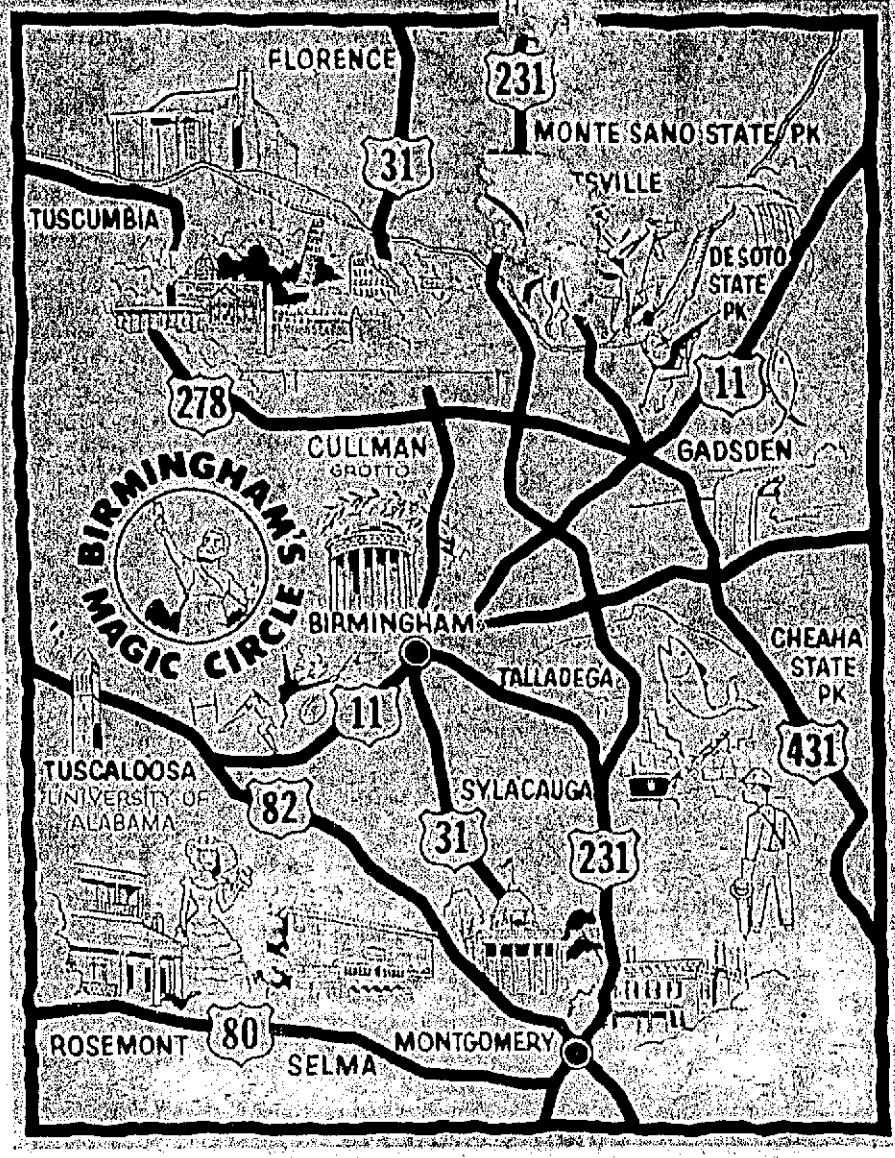 FLORENCE
231
MONTE SANO STATE PK
31
TSVILLE
TUSCUMBIA
DESOTO
STATE
PK
11
278
CULLMAN
GROTTO
GADSDEN
BIRMINGHAM'S
MAGIC CIRCLE
BIRMINGHAM
CHEAHA
STATE
PK
TALLADEGA
11
431
TUSCALOOSA
UNIVERSITY OF
ALABAMA
82
SYLACAUGA
31
231
ROSEMONT
80
SELMA
MONTGOMERY